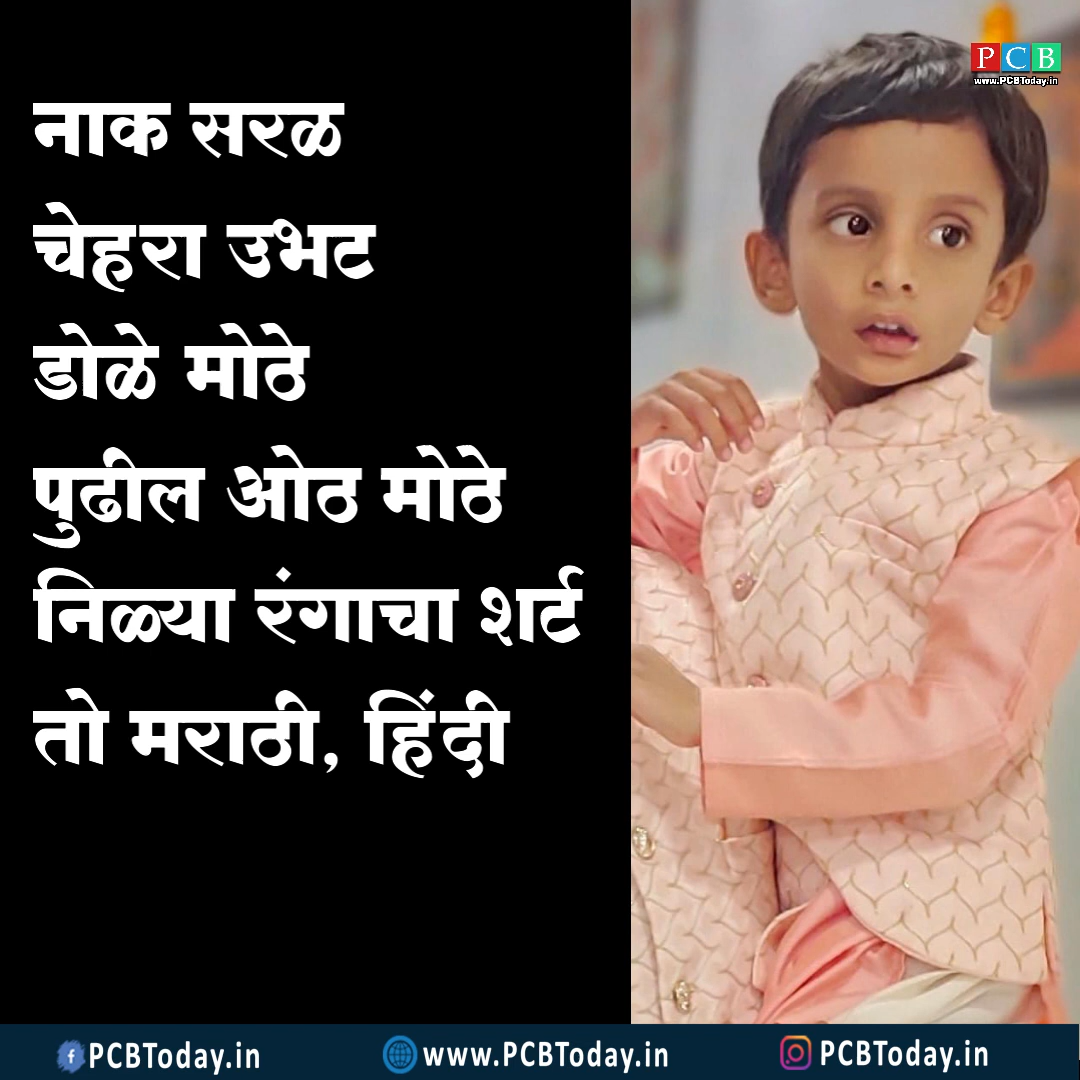 PCB
www.PCBToday.in
नाक सरळ
चेहरा उभट
डोळे मोठे
पुढील ओठ मोठे
निळ्या रंगाचा शर्ट
तो मराठी, हिंदी
PCBToday.in
www.PCBToday.in
PCBToday.in